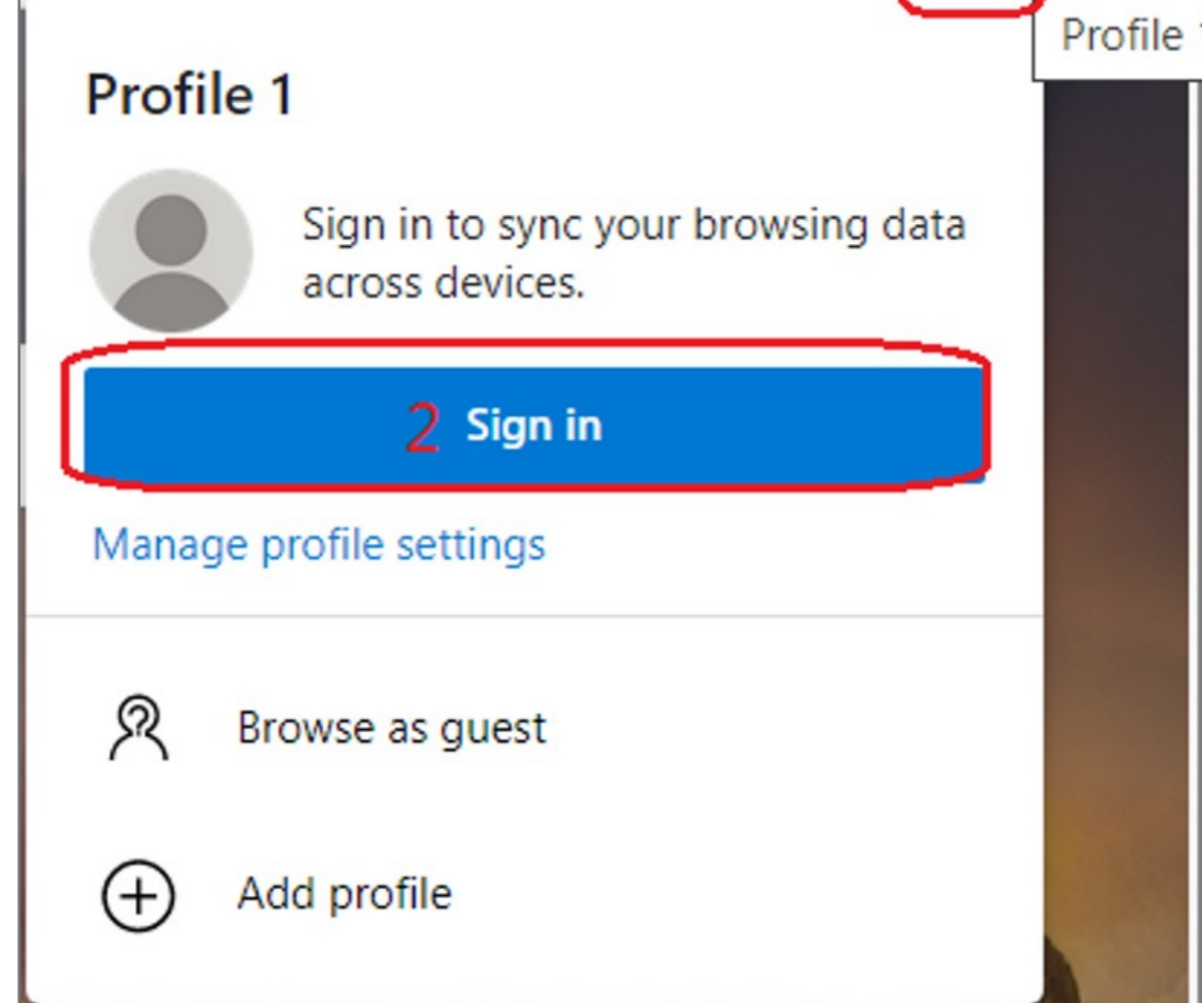 Profile
Profile 1
Sign in to sync your browsing data
across devices.
2 Sign in
Manage profile settings
Browse as guest
Add profile